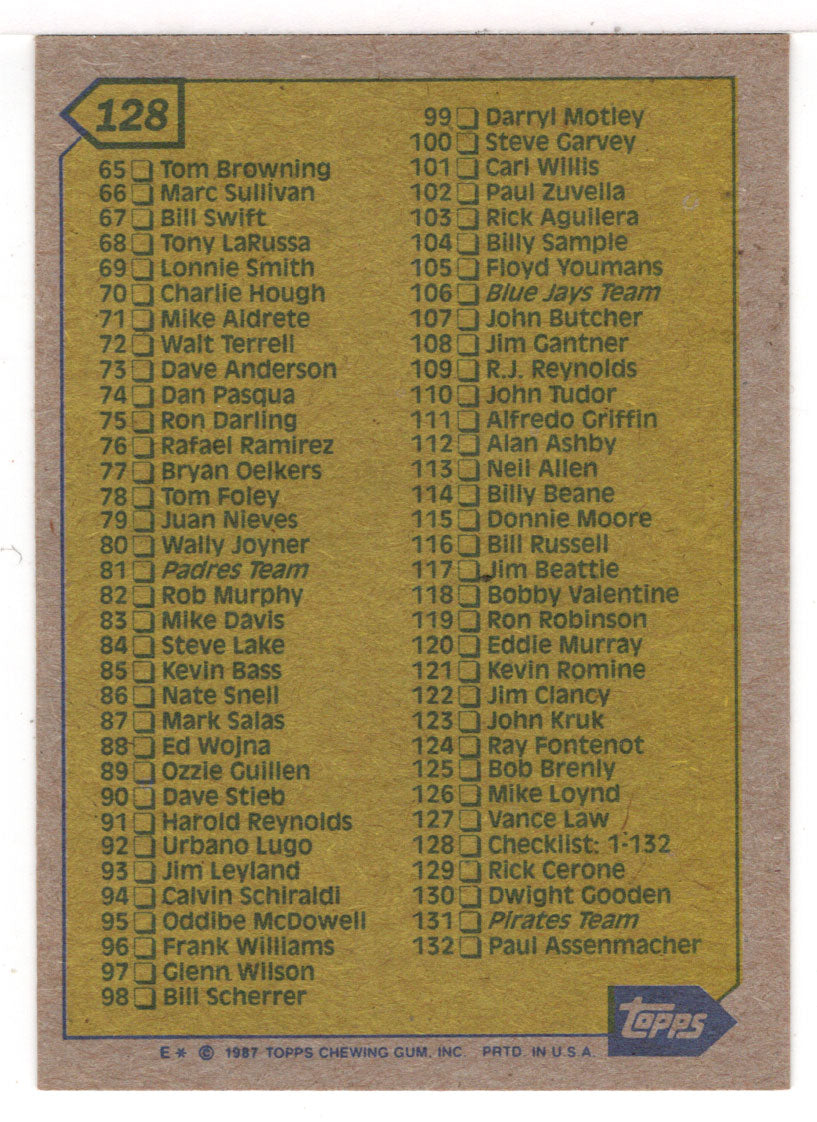 128
65 Tom Browning
66 Marc Sullivan
67 Bill Swift
68 Tony LaRussa
69 Lonnie Smith
70 Charlie Hough
71 Mike Aldrete
72 Walt Terrell
73 Dave Anderson
74 Dan Pasqua
75 Ron Darling
76 Rafael Ramirez
77 Bryan Oelkers
78 Tom Foley
79 Juan Nieves
80 Wally Joyner
81 Padres Team
82 Rob Murphy
83 Mike Davis
84 Steve Lake
85 Kevin Bass
86 Nate Snell
87 Mark Salas
88 Ed Wojna
89 Ozzie Guillen
90 Dave Stieb
91 Harold Reynolds
92 Urbano Lugo
93 Jim Leyland
94 Calvin Schiraldi
95 Oddibe McDowell
96 Frank Williams
97 Glenn Wilson
98 Bill Scherrer
99 Darryl Motley
100 Steve Garvey
101 Carl Willis
102 Paul Zuvella
103 Rick Aguilera
104 Billy Sample
105 Floyd Youmans
106 Blue Jays Team
107 John Butcher
108 Jim Gantner
109 R.J. Reynolds
110 John Tudor
111 Alfredo Griffin
112 Alan Ashby
113 Neil Allen
114 Billy Beane
115 Donnie Moore
116 Bill Russell
117 Jim Beattie
118 Bobby Valentine
119 Ron Robinson
120 Eddie Murray
121 Kevin Romine
122 Jim Clancy
123 John Kruk
124 Ray Fontenot
125 Bob Brenly
126 Mike Loynd
127 Vance Law
128 Checklist: 1-132
129 Rick Cerone
130 Dwight Gooden
131 Pirates Team
132 Paul Assenmacher
topps
E* © 1987 TOPPS CHEWING GUM, INC. PRTD. IN U.S.A.